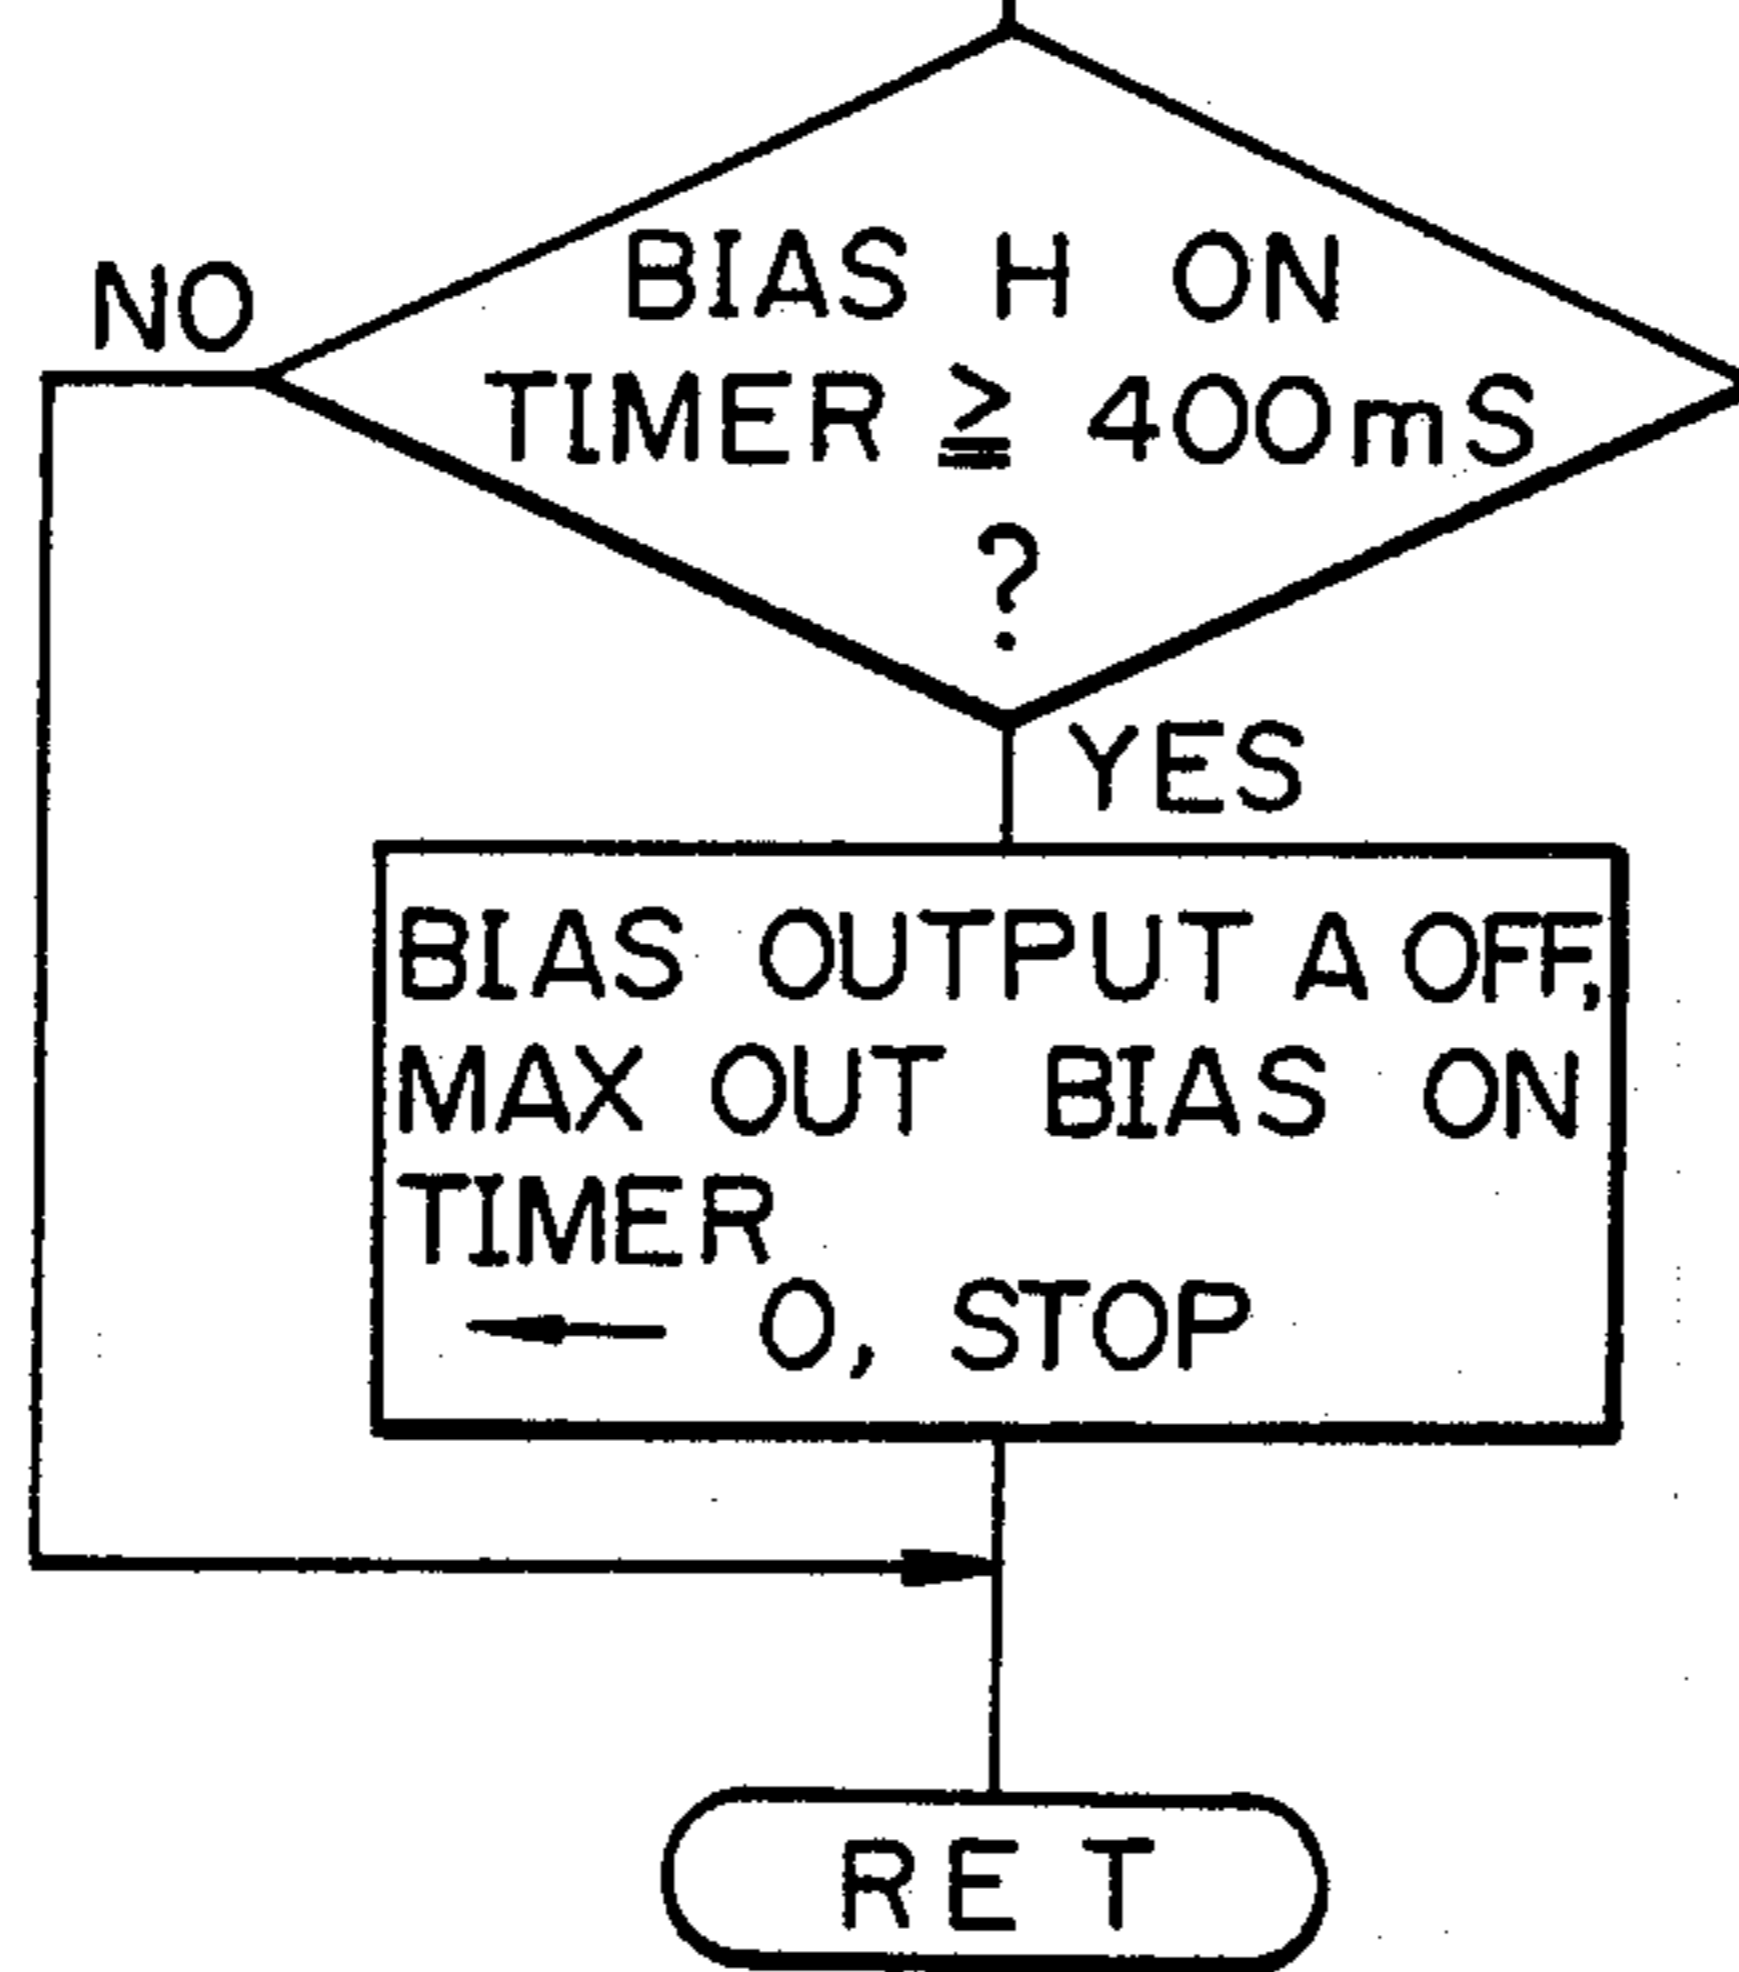 BIAS H ON
NO
TIMER ≧ 400mS
?
YES
BIAS OUTPUT A OFF,
MAX OUT BIAS ON
TIMER
← 0, STOP
RET